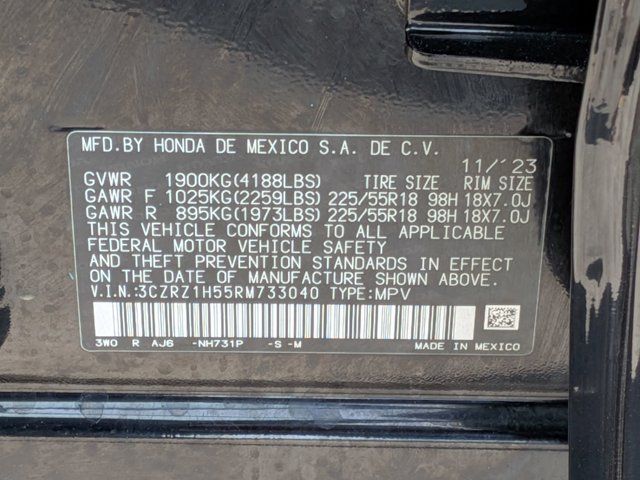 MFD.BY HONDA DE MEXICO S.A. DE C.V.
11/'23
GVWR 1900KG(4188LBS) TIRE SIZE RIM SIZE
GAWR F 1025KG(2259LBS) 225/55R18 98H 18X7.0J
GAWR R 895KG(1973LBS) 225/55R18 98H 18X7.0J
THIS VEHICLE CONFORMS TO ALL APPLICABLE
FEDERAL MOTOR VEHICLE SAFETY
AND THEFT PREVENTION STANDARDS IN EFFECT
ON THE DATE OF MANUFACTURE SHOWN ABOVE.
V.I.N.:3CZRZ1H55RM733040 TYPE:MPV
3W0 R AJ6 -NH731P -S -M MADE IN MEXICO